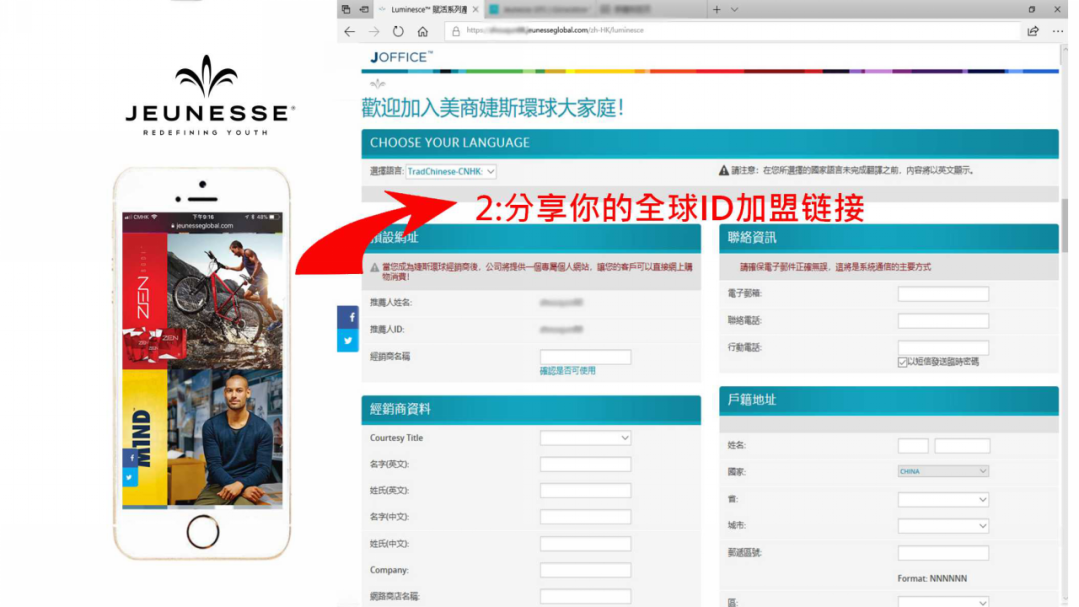 JEUNESSE®
REDEFINING YOUTH
CMHK 下午9:16 48%
jeunesseglobal.com
ZEN
ZEN
ZEN
M1ND
Luminesce™ 賦活系列產
jeunesseglobal.com/zh-HK/luminesce
JOFFICE™
歡迎加入美商婕斯環球大家庭!
CHOOSE YOUR LANGUAGE
選擇語言: TradChinese-CNHK:
請注意: 在您所選擇的國家語言未完成翻譯之前, 內容將以英文顯示。
2:分享你的全球ID加盟链接
預設網址
當您成為婕斯環球經銷商後, 公司將提供一個專屬個人網站, 讓您的客戶可以直接網上購
物消費!
推薦人姓名:
推薦人ID:
經銷商名稱
確認是否可使用
經銷商資料
Courtesy Title
名字(英文):
姓氏(英文):
名字(中文):
姓氏(中文):
Company:
網路商店名稱:
聯絡資訊
請確保電子郵件正確無誤, 這將是系統通信的主要方式
電子郵箱:
聯絡電話:
行動電話:
以短信發送臨時密碼
戶籍地址
姓名:
國家: CHINA
省:
城市:
郵遞區號:
Format: NNNNNN
區: